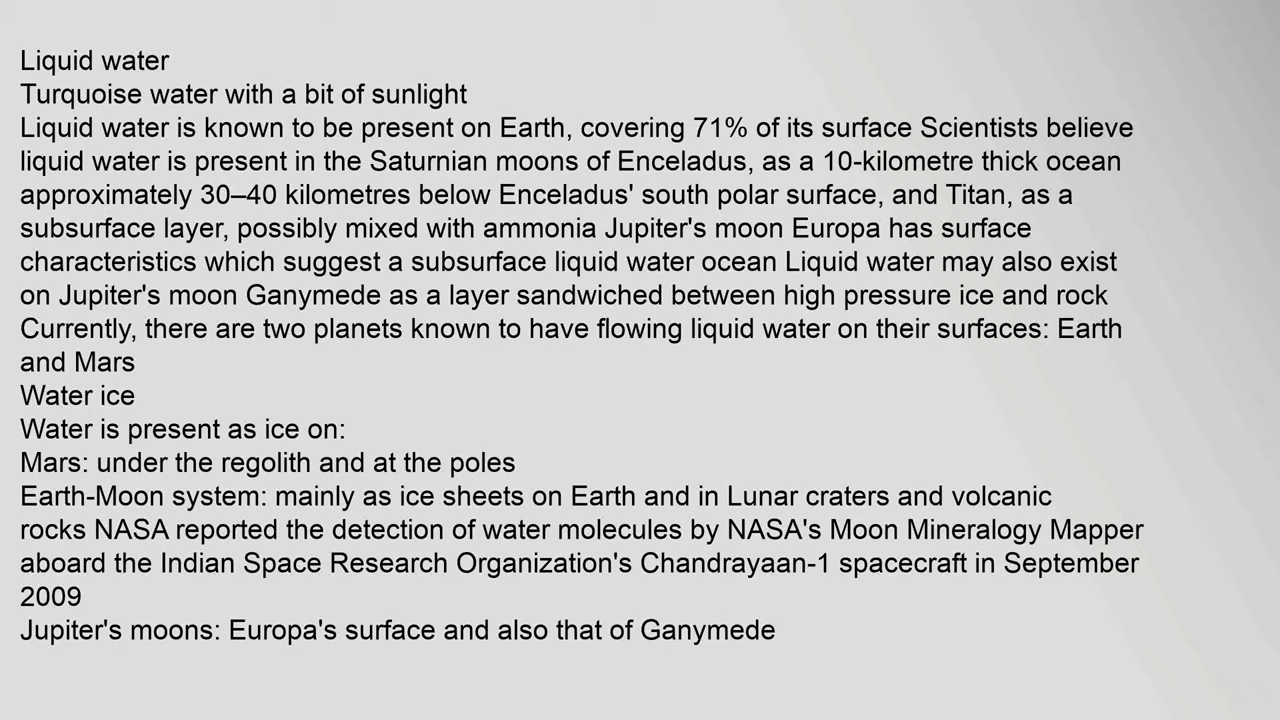 Liquid water
Turquoise water with a bit of sunlight
Liquid water is known to be present on Earth, covering 71% of its surface Scientists believe
liquid water is present in the Saturnian moons of Enceladus, as a 10-kilometre thick ocean
approximately 30–40 kilometres below Enceladus' south polar surface, and Titan, as a
subsurface layer, possibly mixed with ammonia Jupiter's moon Europa has surface
characteristics which suggest a subsurface liquid water ocean Liquid water may also exist
on Jupiter's moon Ganymede as a layer sandwiched between high pressure ice and rock
Currently, there are two planets known to have flowing liquid water on their surfaces: Earth
and Mars
Water ice
Water is present as ice on:
Mars: under the regolith and at the poles
Earth-Moon system: mainly as ice sheets on Earth and in Lunar craters and volcanic
rocks NASA reported the detection of water molecules by NASA's Moon Mineralogy Mapper
aboard the Indian Space Research Organization's Chandrayaan-1 spacecraft in September
2009
Jupiter's moons: Europa's surface and also that of Ganymede